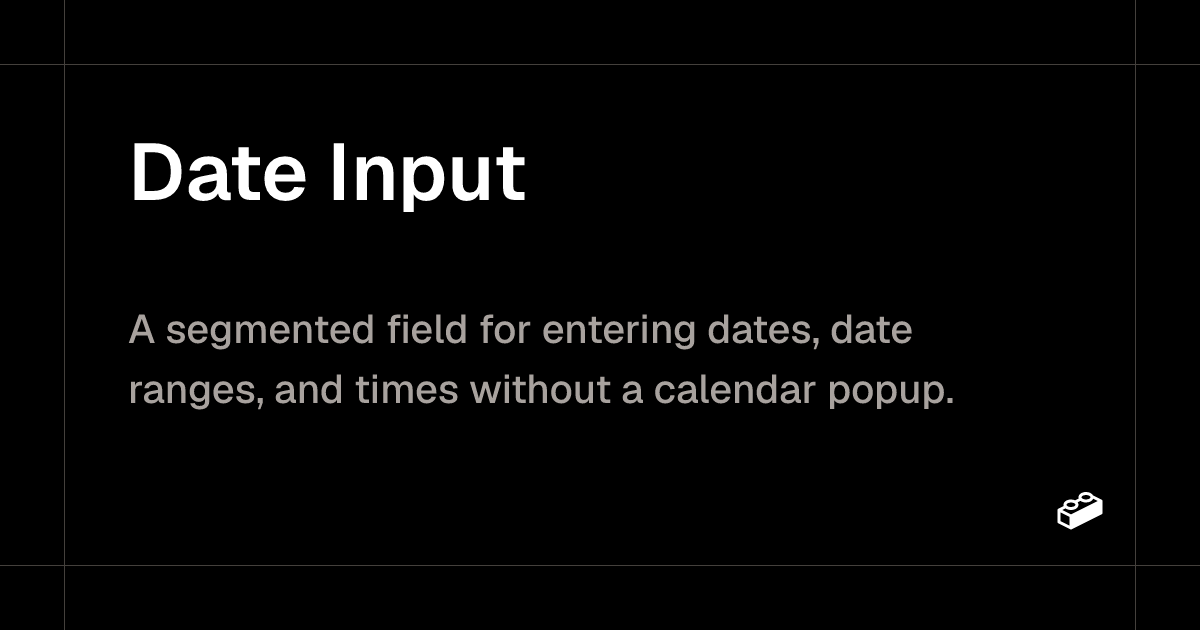 Date Input
A segmented field for entering dates, date
ranges, and times without a calendar popup.